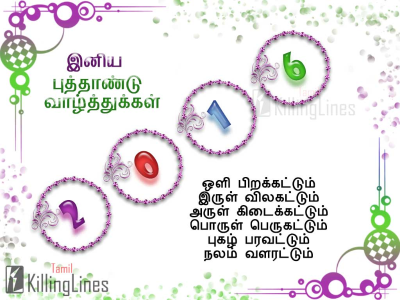 இனிய
புத்தாண்டு
வாழ்த்துக்கள்
2 0 1 6
KillingLines
ஒளி பிறக்கட்டும்
இருள் விலகட்டும்
அருள் கிடைக்கட்டும்
பொருள் பெருகட்டும்
புகழ் பரவட்டும்
நலம் வளரட்டும்
Tamil
KillingLines